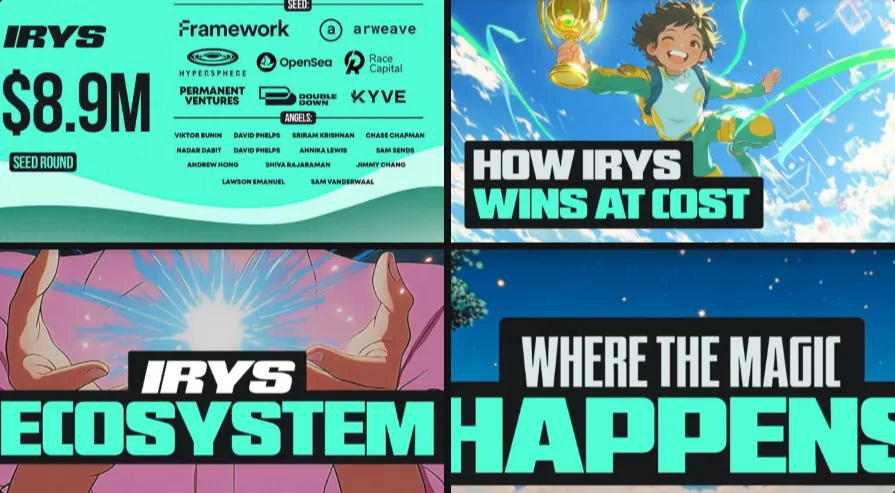 IRYS
$8.9M
SEED ROUND
SEED:
Framework
a arweave
HYPERSPHERE
OpenSea
Race
Capital
PERMANENT
VENTURES
DOUBLE
DOWN
KYVE
ANGELS:
VIKTOR BUNIN DAVID PHELPS SRIRAM KRISHNAN CHASE CHAPMAN
NADAR DABIT DAVID PHELPS ANNIKA LEWIS SAM SENDS
ANDREW HONG SHIVA RAJARAMAN JIMMY CHANG
LAWSON EMANUEL SAM VANDERWAAL
HOW IRYS
WINS AT COST
IRYS
ECOSYSTEM
WHERE THE MAGIC
HAPPENS